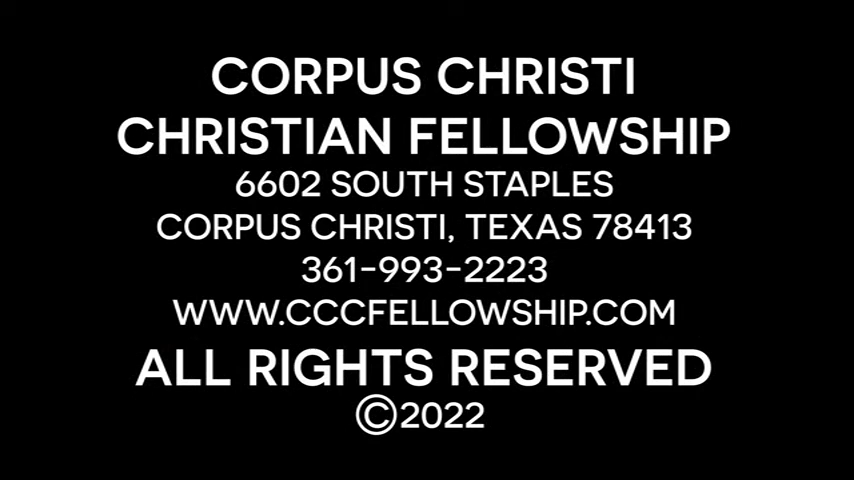 CORPUS CHRISTI
CHRISTIAN FELLOWSHIP
6602 SOUTH STAPLES
CORPUS CHRISTI, TEXAS 78413
361-993-2223
WWW.CCCFELLOWSHIP.COM
ALL RIGHTS RESERVED
©2022